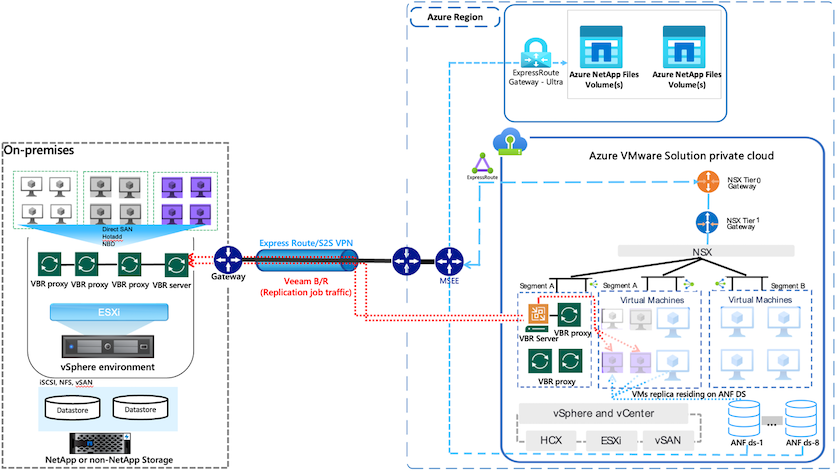 Azure Region
ExpressRoute
Gateway - Ultra
Azure NetApp Files
Volume(s)
Azure NetApp Files
Volume(s)
On-premises
Direct SAN
Hotadd
NBD
VBR proxy
VBR proxy
VBR proxy
VBR server
ESXi
vSphere environment
iSCSI, NFS, vSAN
Datastore
Datastore
NetApp or non-NetApp Storage
Gateway
Express Route/S2S VPN
Veeam B/R
(Replication job traffic)
MSEE
ExpressRoute
Azure VMware Solution private cloud
NSX Tier0
Gateway
NSX Tier1
Gateway
NSX
Segment A
Segment A
Segment B
Virtual Machines
Virtual Machines
VBR Server
VBR proxy
VBR proxy
VMs replica residing on ANF DS
vSphere and vCenter
HCX
ESXi
vSAN
ANF ds-1
...
ANF ds-8